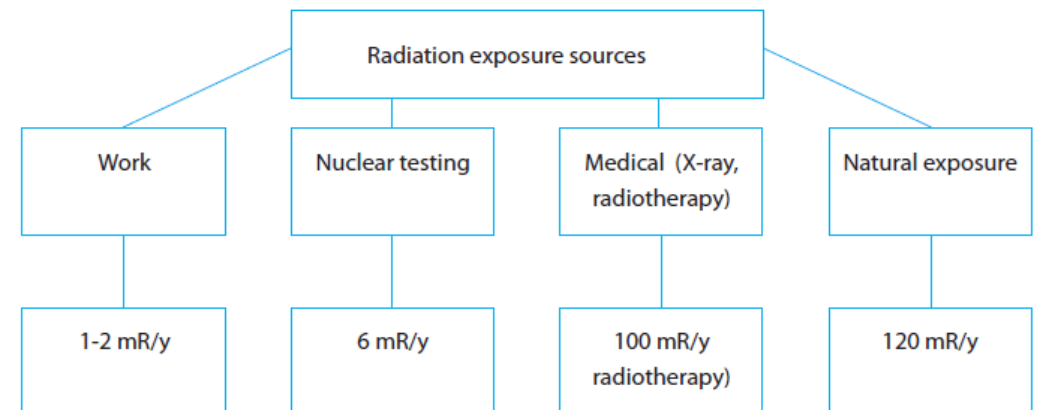 Radiation exposure sources
Work
Nuclear testing
Medical (X-ray,
radiotherapy)
Natural exposure
1-2 mR/y
6 mR/y
100 mR/y
radiotherapy)
120 mR/y